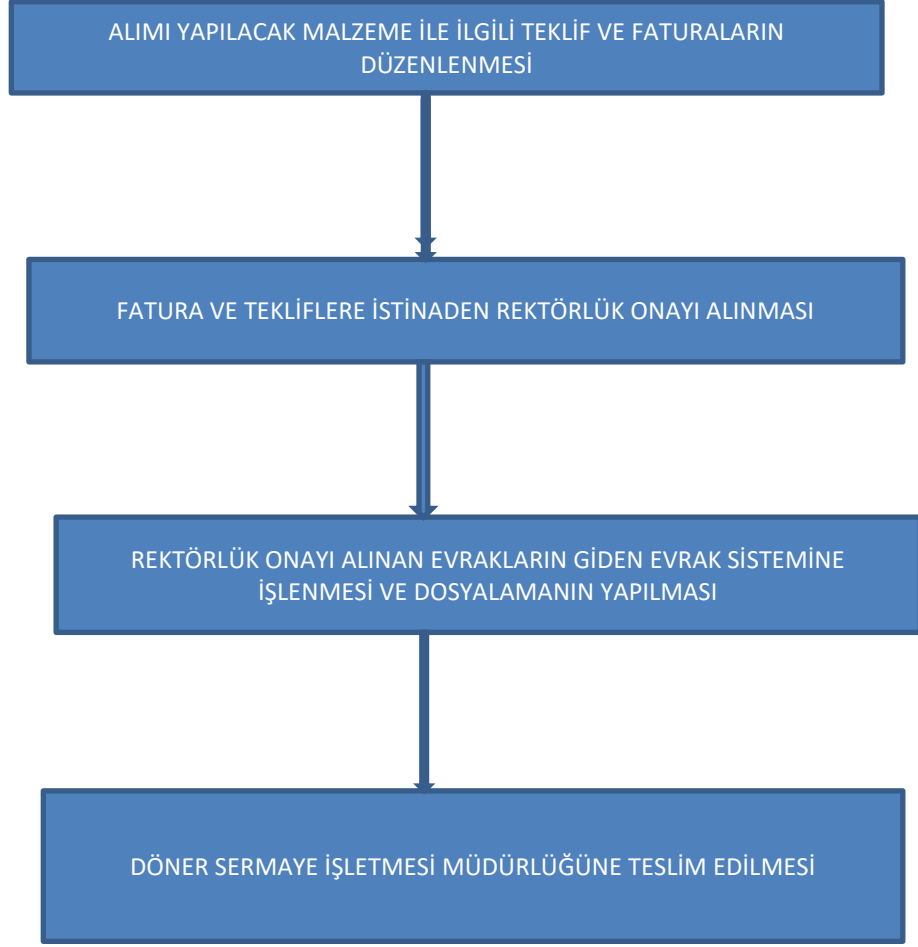 ALIMI YAPILACAK MALZEME İLE İLGİLİ TEKLİF VE FATURALARIN
DÜZENLENMESİ
FATURA VE TEKLİFLERE İSTİNADEN REKTÖRLÜK ONAYI ALINMASI
REKTÖRLÜK ONAYI ALINAN EVRAKLARIN GİDEN EVRAK SİSTEMİNE
İŞLENMESİ VE DOSYALAMANIN YAPILMASI
DÖNER SERMAYE İŞLETMESİ MÜDÜRLÜĞÜNE TESLİM EDİLMESİ